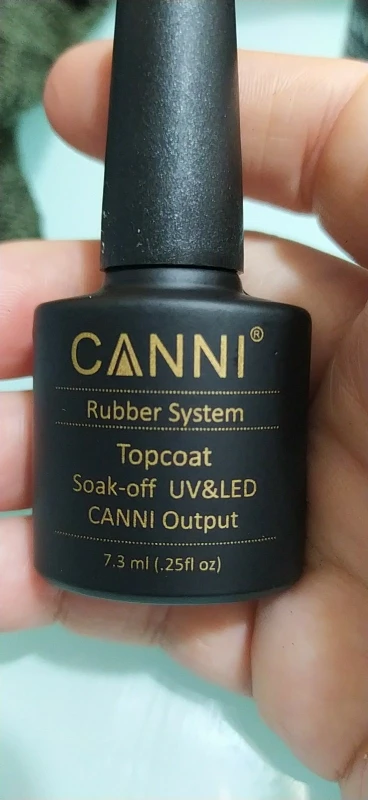 CANNI®
Rubber System
Topcoat
Soak-off UV&LED
CANNI Output
7.3 ml (.25fl oz)